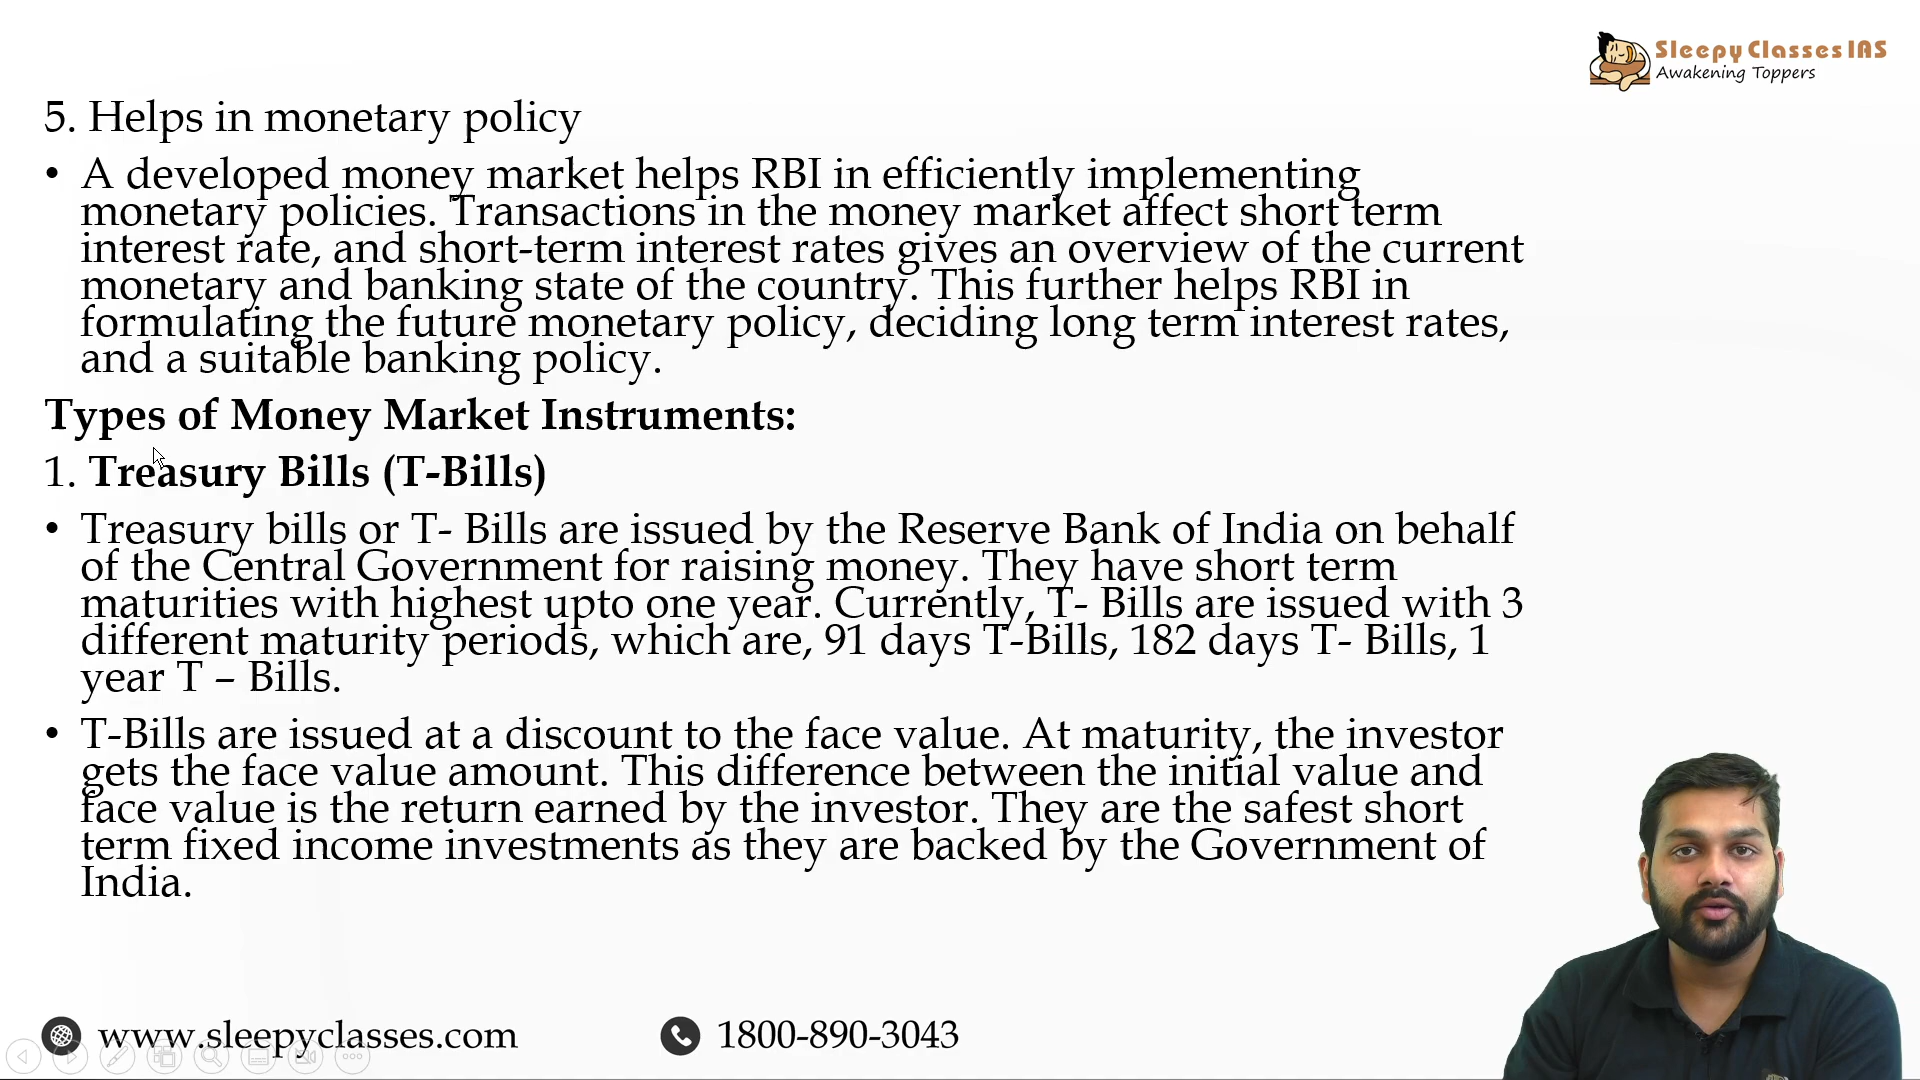 Sleepy Classes IAS
Awakening Toppers
5. Helps in monetary policy
• A developed money market helps RBI in efficiently implementing
monetary policies. Transactions in the money market affect short term
interest rate, and short-term interest rates gives an overview of the current
monetary and banking state of the country. This further helps RBI in
formulating the future monetary policy, deciding long term interest rates,
and a suitable banking policy.
Types of Money Market Instruments:
1. Treasury Bills (T-Bills)
• Treasury bills or T- Bills are issued by the Reserve Bank of India on behalf
of the Central Government for raising money. They have short term
maturities with highest upto one year. Currently, T- Bills are issued with 3
different maturity periods, which are, 91 days T-Bills, 182 days T- Bills, 1
year T – Bills.
• T-Bills are issued at a discount to the face value. At maturity, the investor
gets the face value amount. This difference between the initial value and
face value is the return earned by the investor. They are the safest short
term fixed income investments as they are backed by the Government of
India.
www.sleepyclasses.com
1800-890-3043